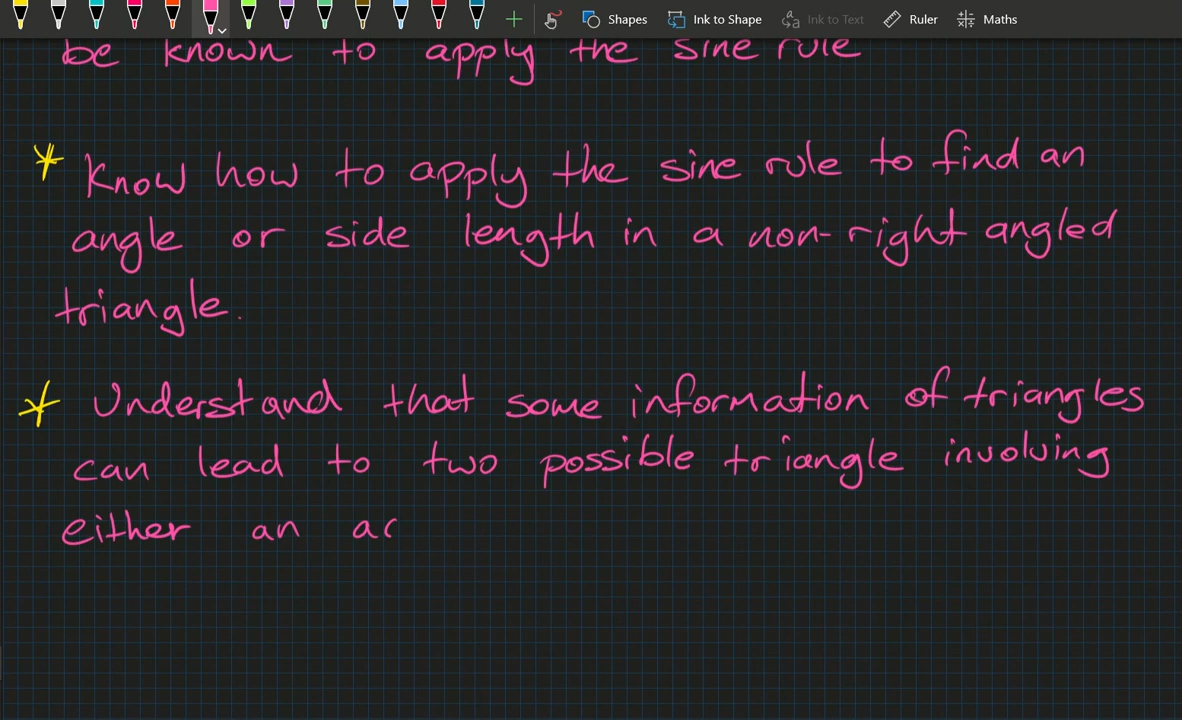 Shapes Ink to Shape Ink to Text Ruler Maths
be known to apply the sine rule
* Know how to apply the sine rule to find an
angle or side length in a non-right angled
triangle.
* Understand that some information of triangles
can lead to two possible triangle involving
either an ac